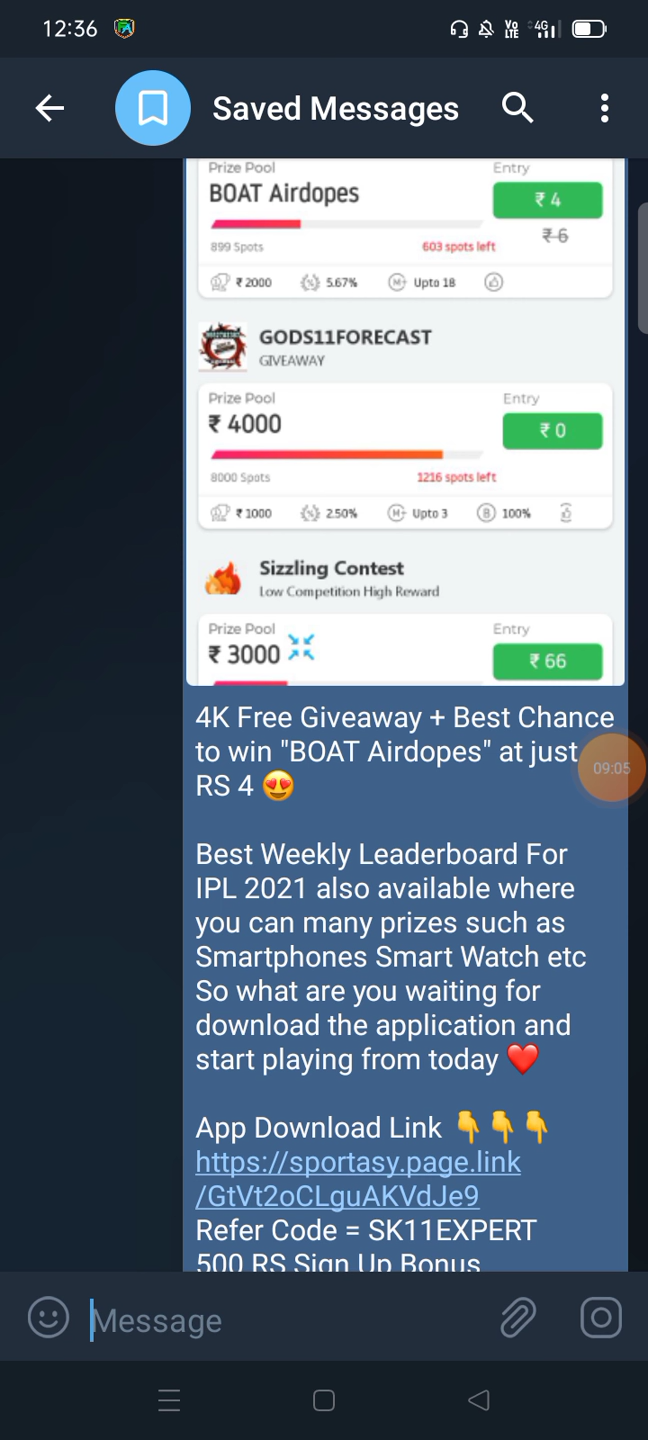 12:36
Vo LTE 4G
Saved Messages
Prize Pool
Entry
BOAT Airdopes
₹ 4
₹ 6
899 Spots
603 spots left
₹ 2000
5.67%
M+ Upto 18
GODS11FORECAST
GIVEAWAY
Prize Pool
Entry
₹ 4000
₹ 0
8000 Spots
1216 spots left
₹ 1000
2.50%
M+ Upto 3
B 100%
Sizzling Contest
Low Competition High Reward
Prize Pool
Entry
₹ 3000
₹ 66
4K Free Giveaway + Best Chance
to win "BOAT Airdopes" at just
RS 4 😍
09:05
Best Weekly Leaderboard For
IPL 2021 also available where
you can many prizes such as
Smartphones Smart Watch etc
So what are you waiting for
download the application and
start playing from today ❤️
App Download Link 👇👇👇
https://sportasy.page.link
/GtVt2oCLguAKVdJe9
Refer Code = SK11EXPERT
500 RS Sign Up Bonus
Message